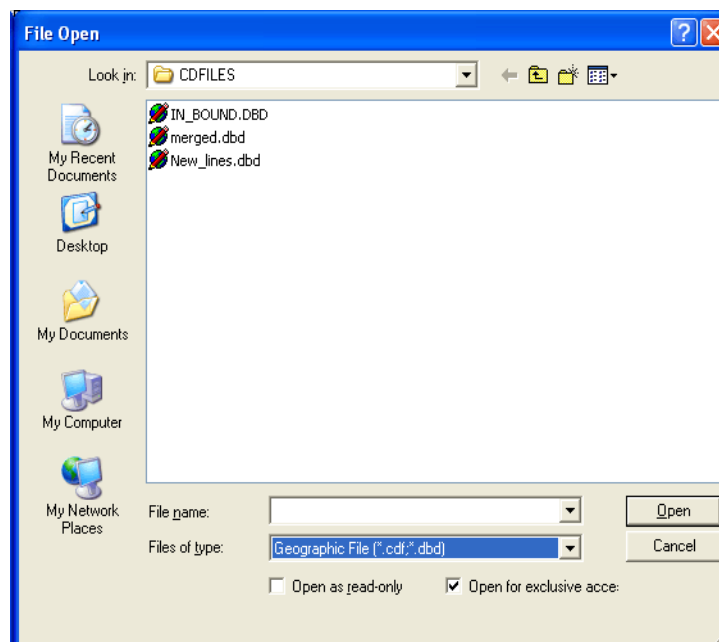 File Open
Look in: CDFILES
IN_BOUND.DBD
merged.dbd
New_lines.dbd
My Recent
Documents
Desktop
My Documents
My Computer
My Network
Places
File name:
Open
Files of type: Geographic File (*.cdf;*.dbd)
Cancel
Open as read-only
Open for exclusive acce